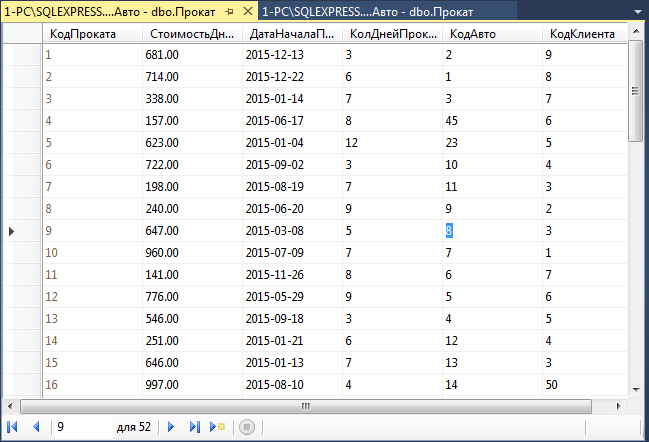 1-PC\SQLEXPRESS....Авто - dbo.Прокат 1-PC\SQLEXPRESS....Авто - dbo.Прокат
КодПроката СтоимостьДн... ДатаНачалаП... КолДнейПрок... КодАвто КодКлиента
1 681.00 2015-12-13 3 2 9
2 714.00 2015-12-22 6 1 8
3 338.00 2015-01-14 7 3 7
4 157.00 2015-06-17 8 45 6
5 623.00 2015-01-04 12 23 5
6 722.00 2015-09-02 3 10 4
7 198.00 2015-08-19 7 11 3
8 240.00 2015-06-20 9 9 2
9 647.00 2015-03-08 5 8 3
10 960.00 2015-07-09 7 7 1
11 141.00 2015-11-26 8 6 7
12 776.00 2015-05-29 9 5 6
13 546.00 2015-09-18 3 4 5
14 251.00 2015-01-21 6 12 4
15 646.00 2015-01-13 7 13 3
16 997.00 2015-08-10 4 14 50
9 для 52